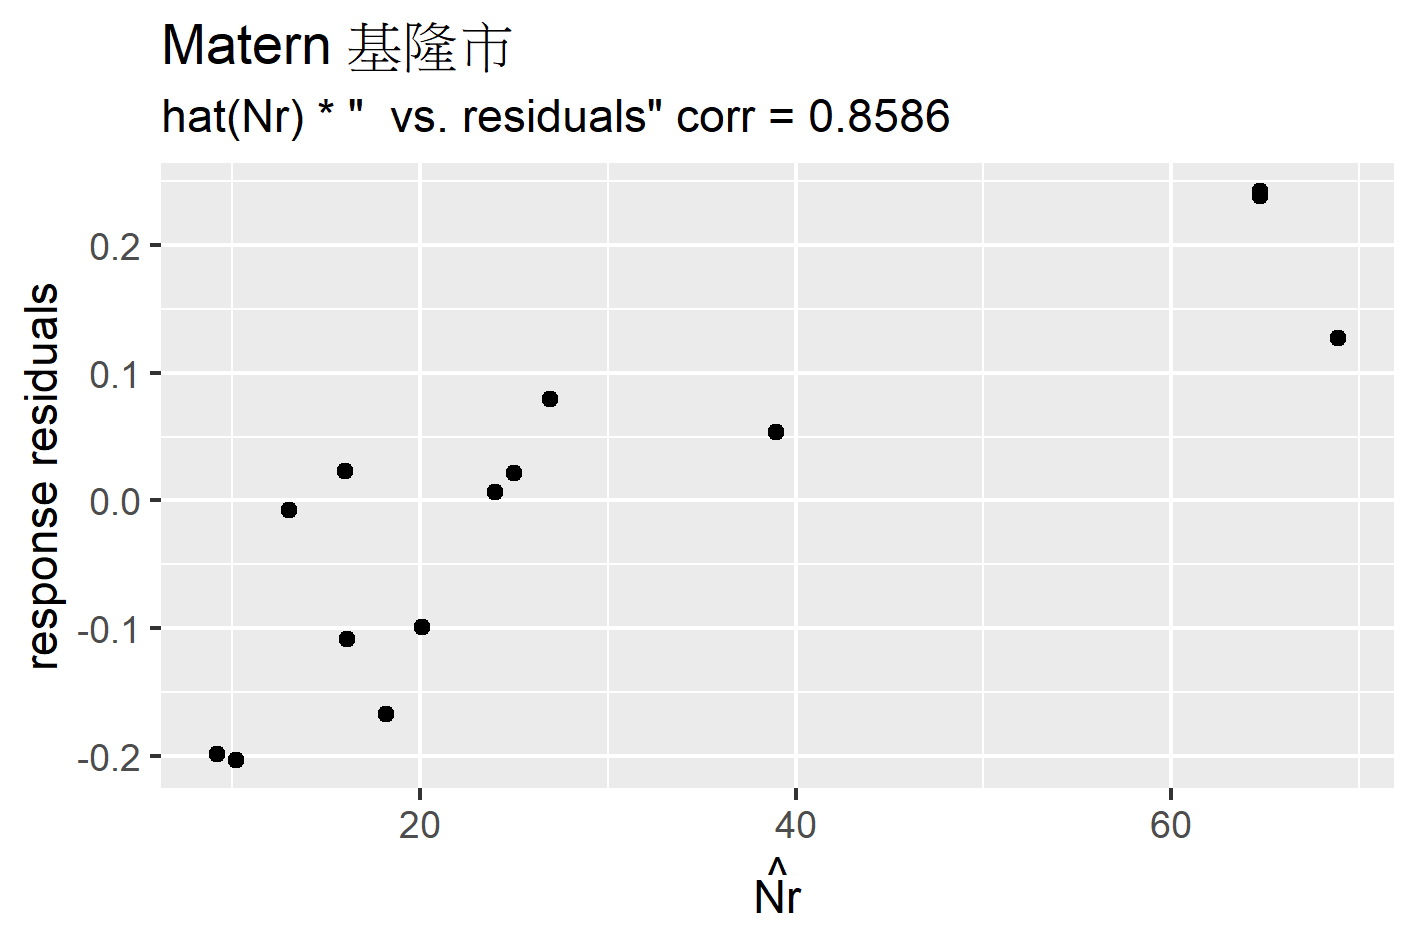 Matern 基隆市
hat(Nr) * "  vs. residuals" corr = 0.8586
response residuals
0.2
0.1
0.0
-0.1
-0.2
20 40 60
N̂r